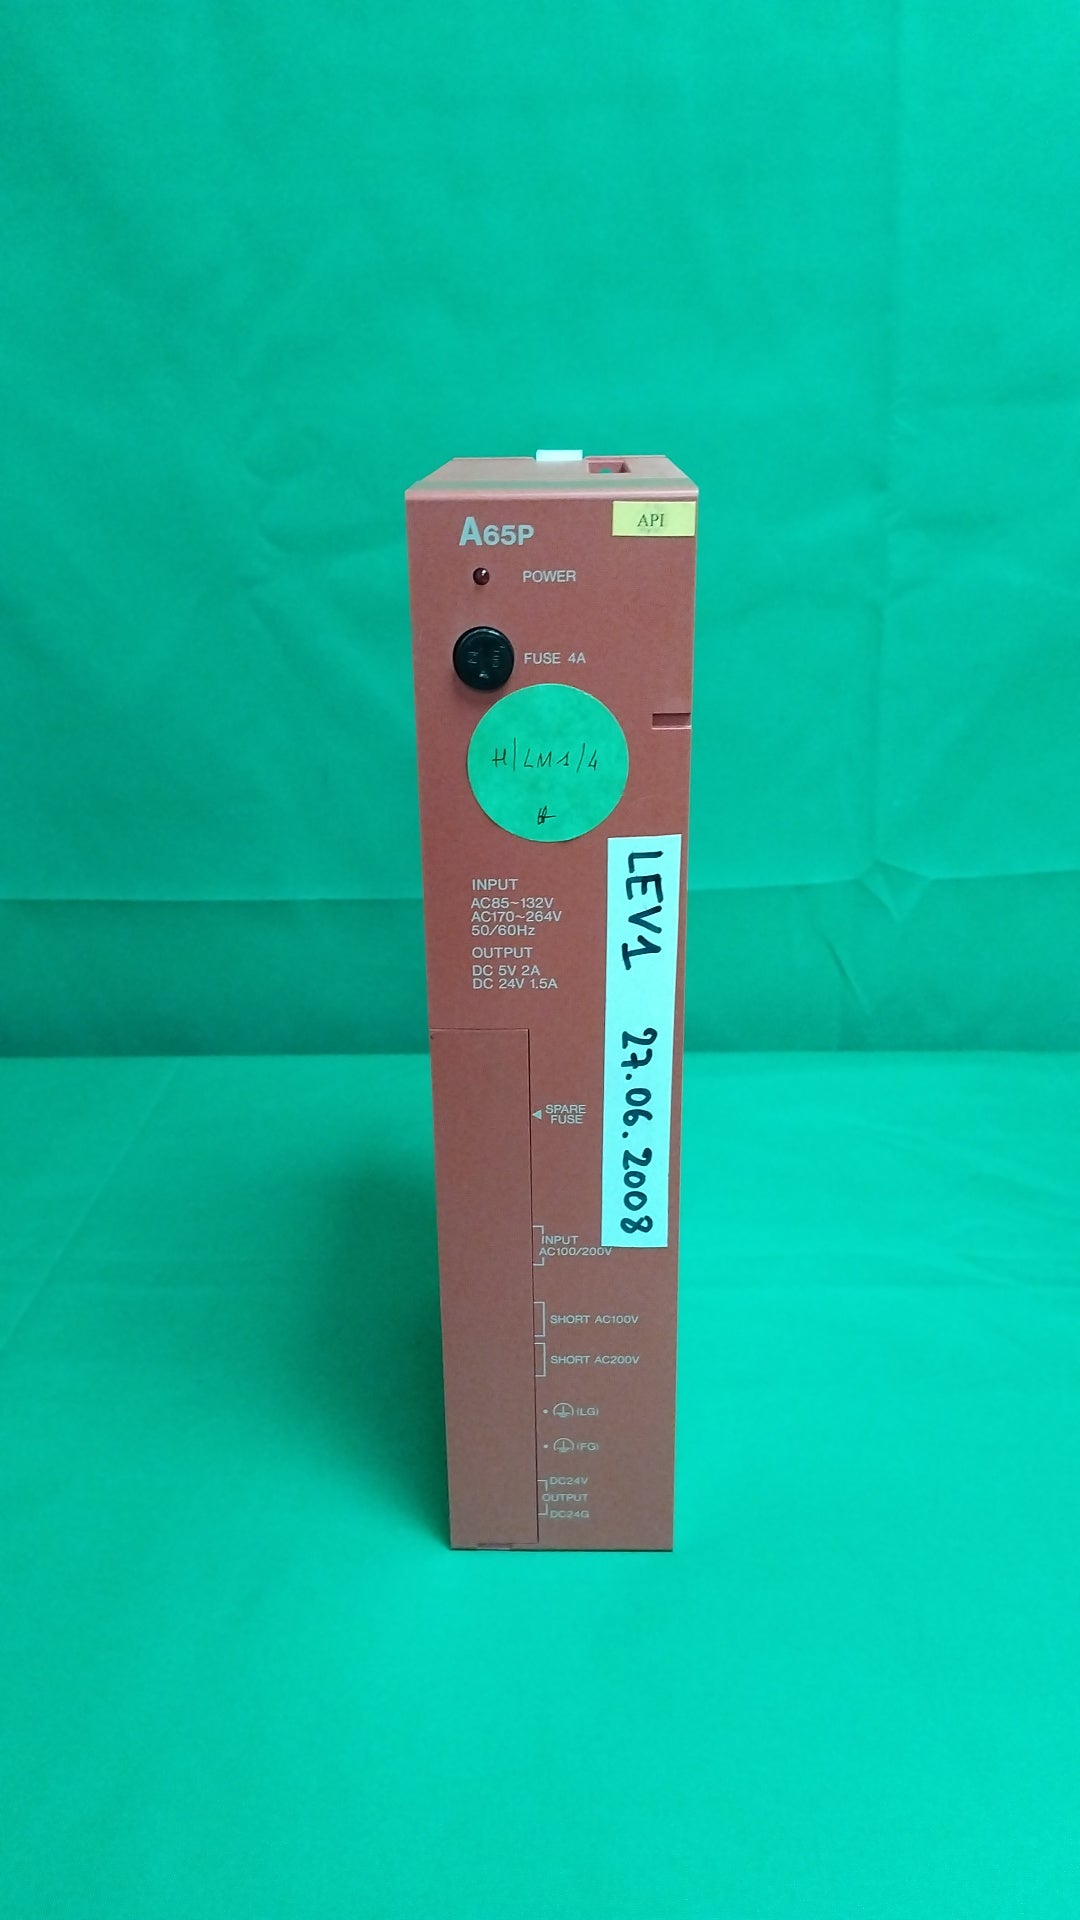 A65P
API
POWER
FUSE 4A
H/LM1/4
INPUT
AC85~132V
AC170~264V
50/60Hz
OUTPUT
DC 5V 2A
DC 24V 1.5A
LEV1 27.06.2008
SPARE
FUSE
INPUT
AC100/200V
SHORT AC100V
SHORT AC200V
(LG)
(FG)
DC24V
OUTPUT
DC24G